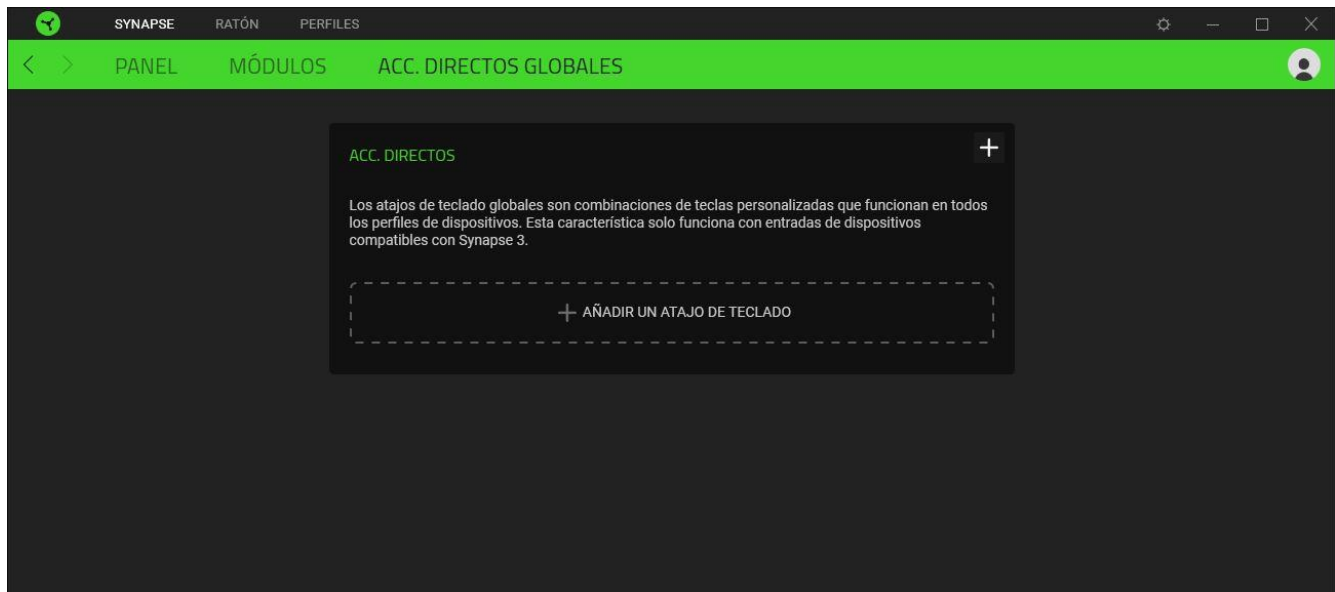 SYNAPSE RATÓN PERFILES
PANEL MÓDULOS ACC. DIRECTOS GLOBALES
ACC. DIRECTOS
Los atajos de teclado globales son combinaciones de teclas personalizadas que funcionan en todos
los perfiles de dispositivos. Esta característica solo funciona con entradas de dispositivos
compatibles con Synapse 3.
AÑADIR UN ATAJO DE TECLADO